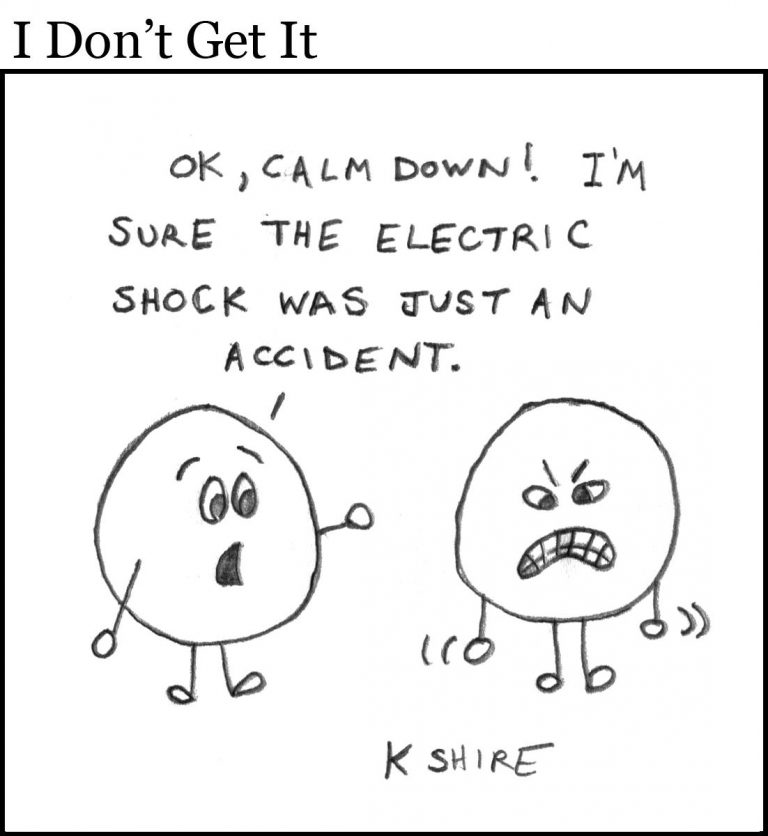 I Don’t Get It
OK, CALM DOWN! I'M
SURE THE ELECTRIC
SHOCK WAS JUST AN
ACCIDENT.
K SHIRE